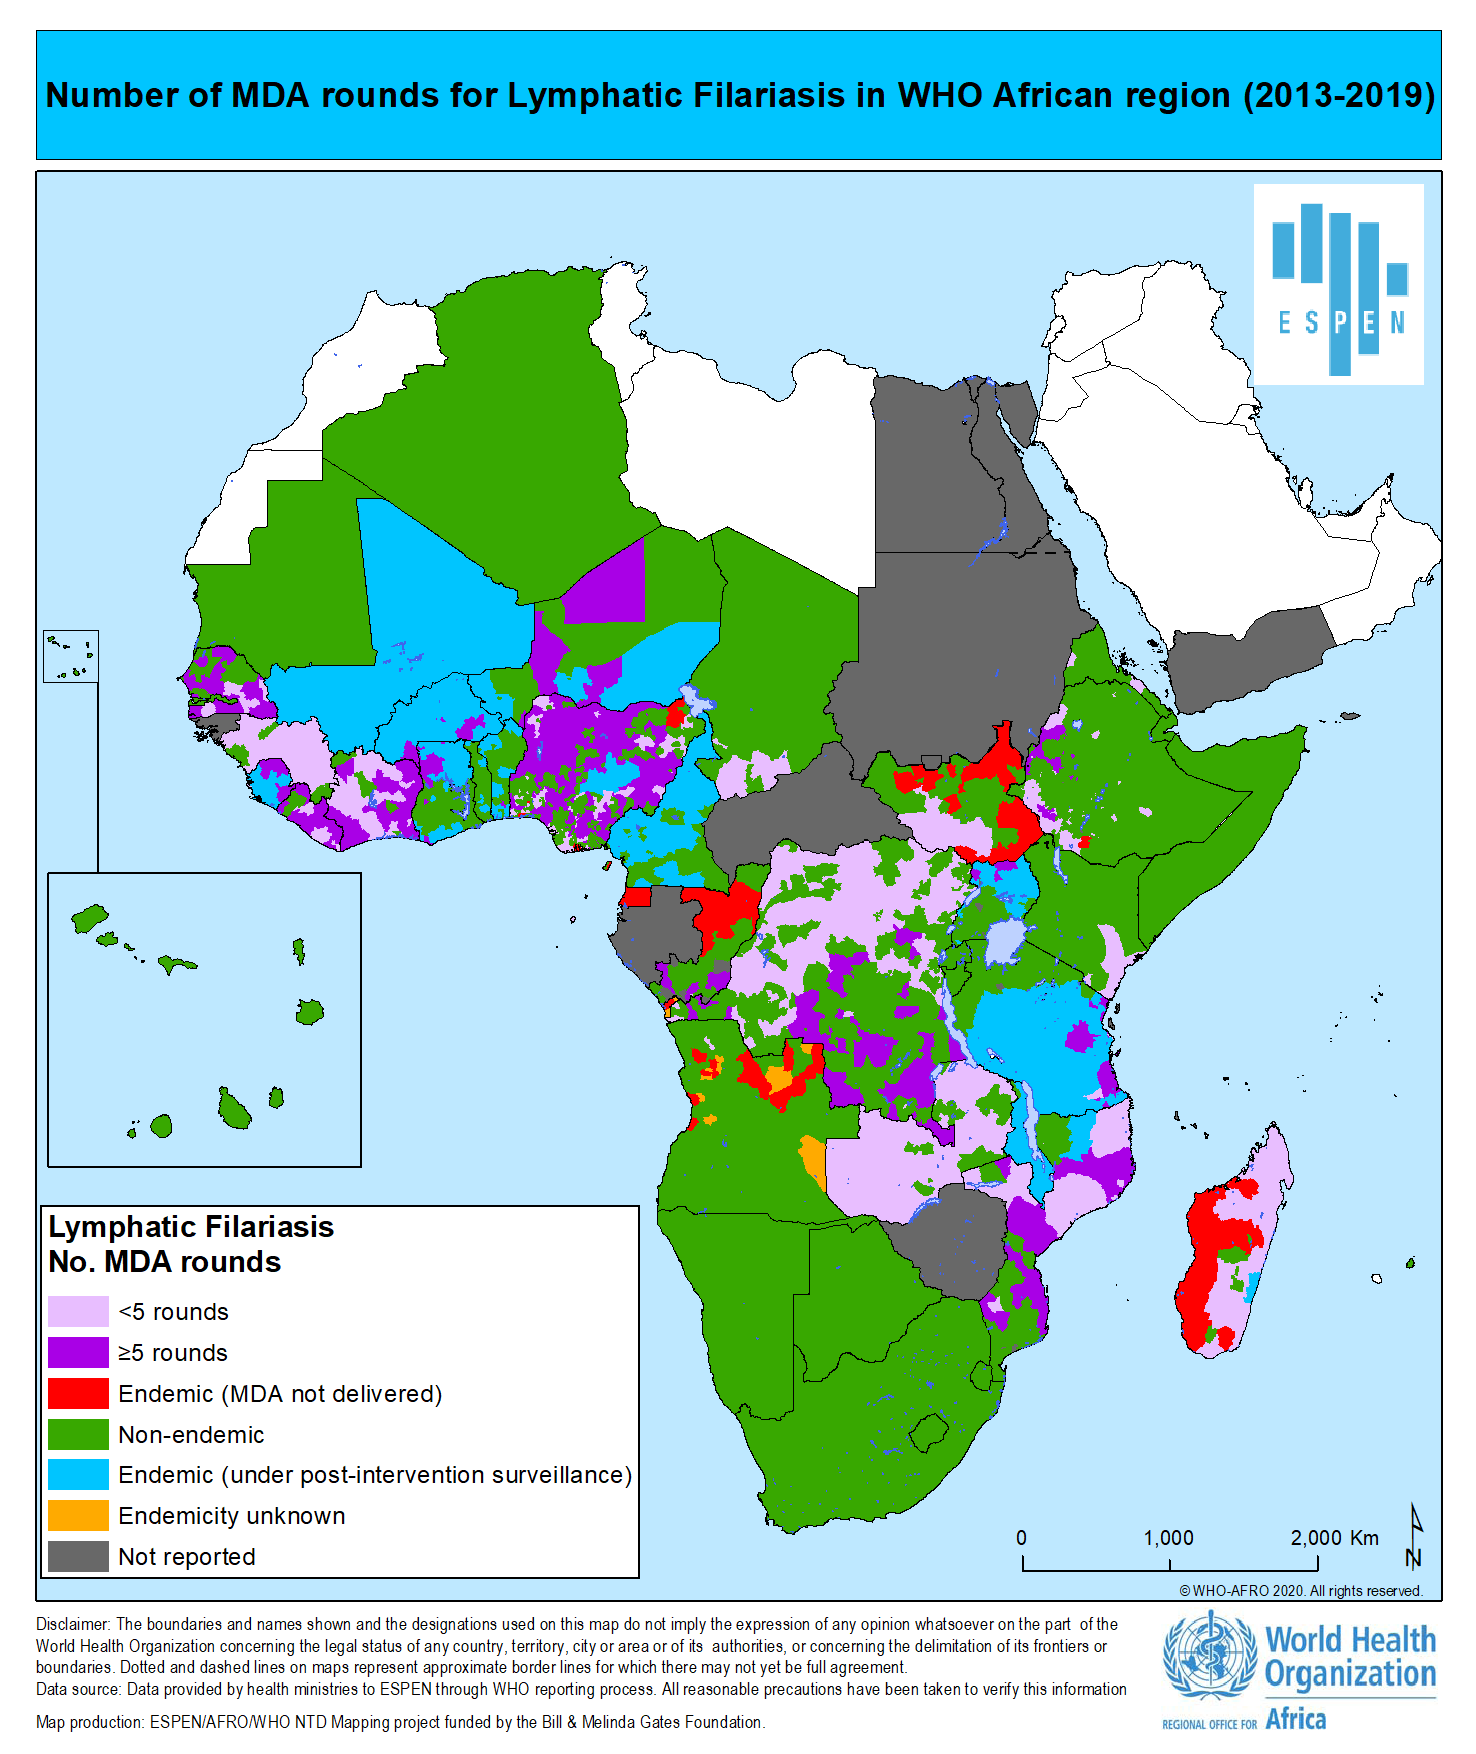 Number of MDA rounds for Lymphatic Filariasis in WHO African region (2013-2019)
ESPEN
Lymphatic Filariasis
No. MDA rounds
<5 rounds
≥5 rounds
Endemic (MDA not delivered)
Non-endemic
Endemic (under post-intervention surveillance)
Endemicity unknown
Not reported
0 1,000 2,000 Km
N
© WHO-AFRO 2020. All rights reserved.
Disclaimer: The boundaries and names shown and the designations used on this map do not imply the expression of any opinion whatsoever on the part of the
World Health Organization concerning the legal status of any country, territory, city or area or of its authorities, or concerning the delimitation of its frontiers or
boundaries. Dotted and dashed lines on maps represent approximate border lines for which there may not yet be full agreement.
Data source: Data provided by health ministries to ESPEN through WHO reporting process. All reasonable precautions have been taken to verify this information
Map production: ESPEN/AFRO/WHO NTD Mapping project funded by the Bill & Melinda Gates Foundation.
World Health
Organization
REGIONAL OFFICE FOR Africa